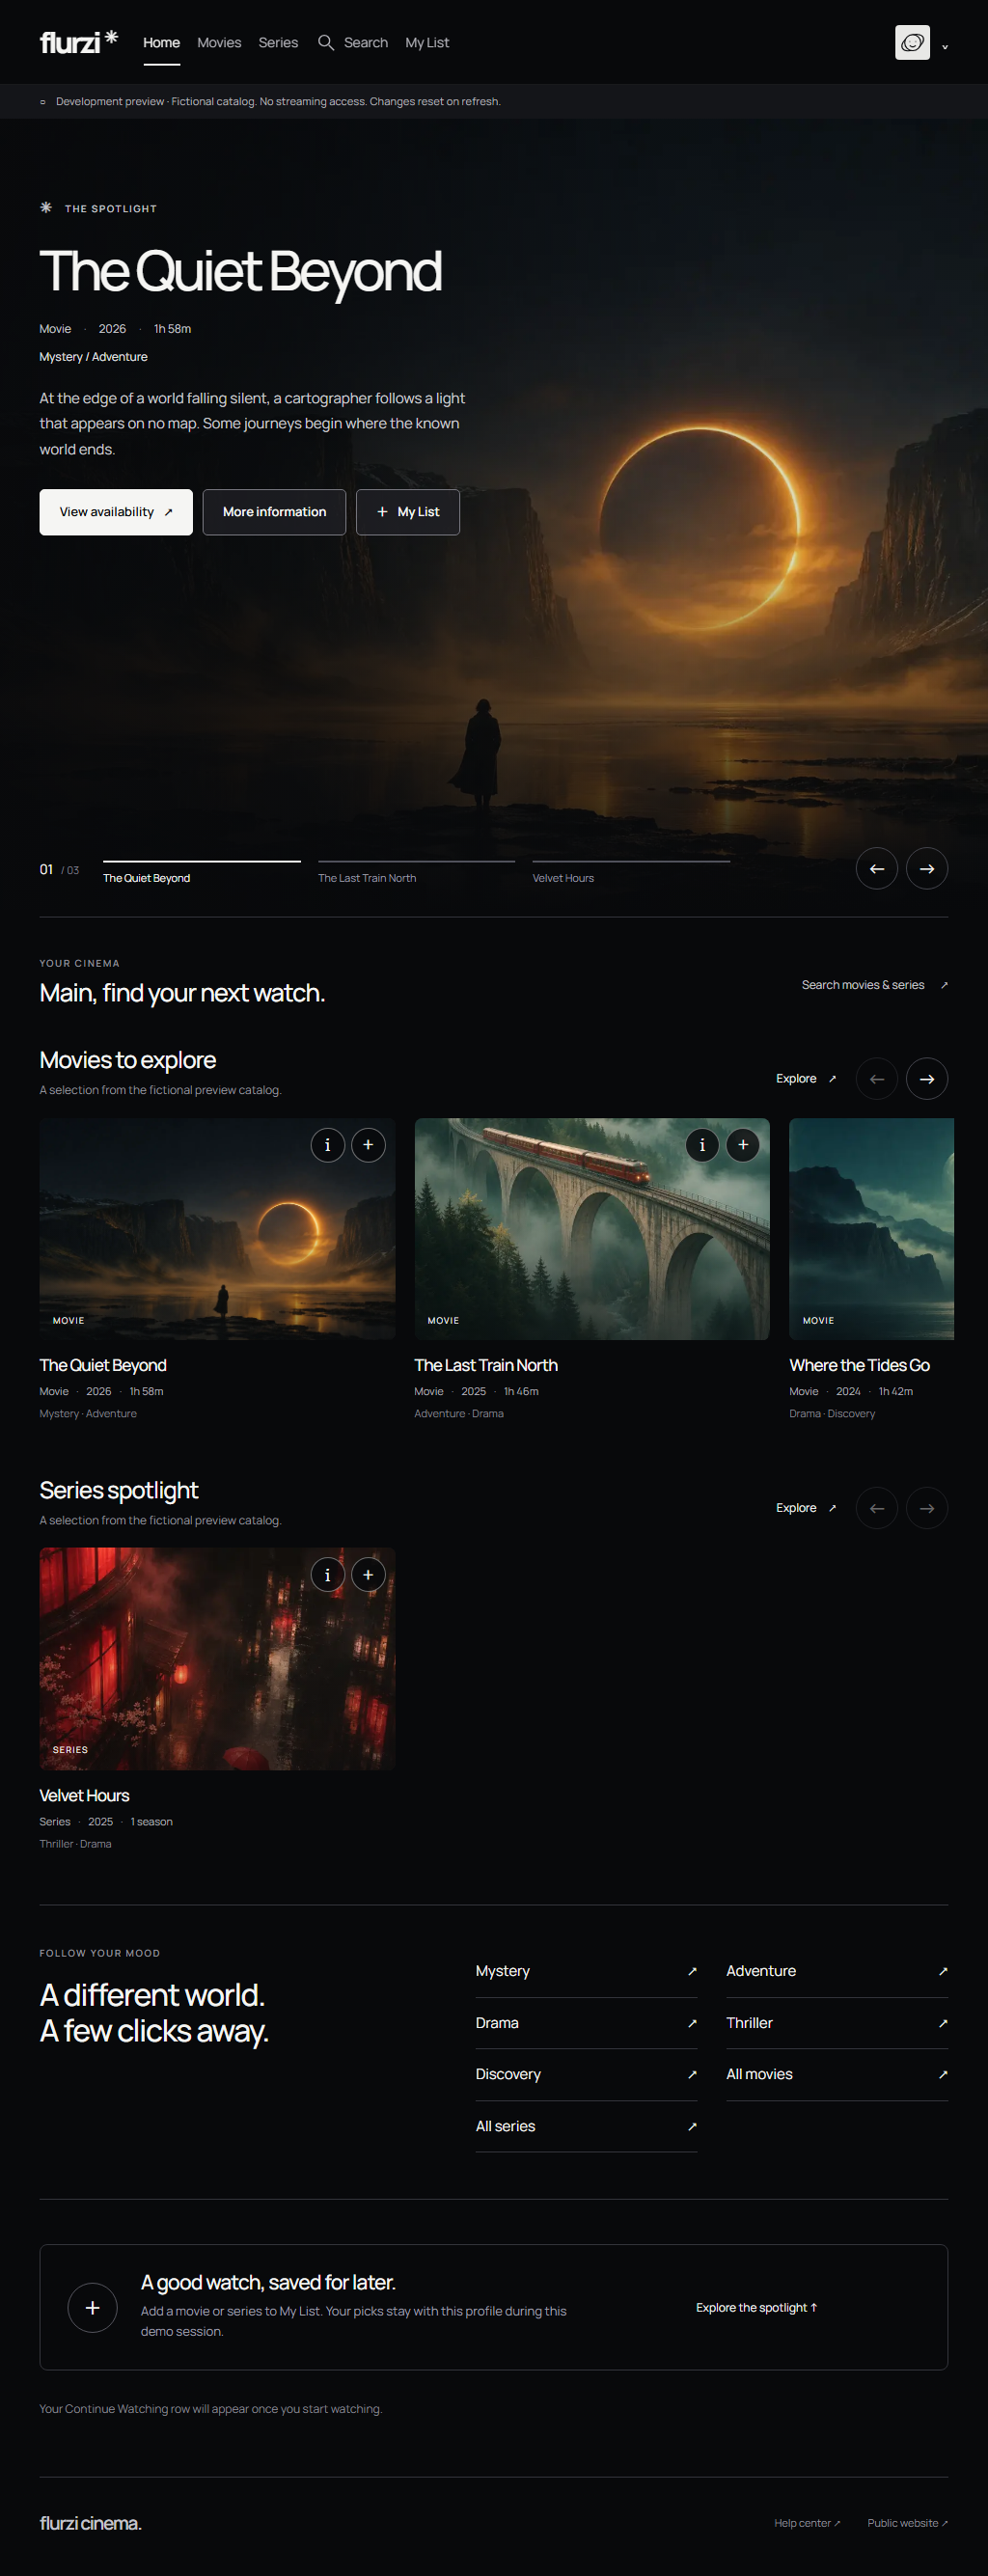 flurzi
Home
Movies
Series
Search
My List
Development preview · Fictional catalog. No streaming access. Changes reset on refresh.
THE SPOTLIGHT
The Quiet Beyond
Movie · 2026 · 1h 58m
Mystery / Adventure
At the edge of a world falling silent, a cartographer follows a light
that appears on no map. Some journeys begin where the known
world ends.
View availability ↗
More information
+ My List
01 / 03
The Quiet Beyond
The Last Train North
Velvet Hours
YOUR CINEMA
Main, find your next watch.
Search movies & series ↗
Movies to explore
A selection from the fictional preview catalog.
Explore ↗
i +
MOVIE
The Quiet Beyond
Movie · 2026 · 1h 58m
Mystery · Adventure
i +
MOVIE
The Last Train North
Movie · 2025 · 1h 46m
Adventure · Drama
MOVIE
Where the Tides Go
Movie · 2024 · 1h 42m
Drama · Discovery
Series spotlight
A selection from the fictional preview catalog.
Explore ↗
i +
SERIES
Velvet Hours
Series · 2025 · 1 season
Thriller · Drama
FOLLOW YOUR MOOD
A different world.
A few clicks away.
Mystery ↗
Adventure ↗
Drama ↗
Thriller ↗
Discovery ↗
All movies ↗
All series ↗
A good watch, saved for later.
Add a movie or series to My List. Your picks stay with this profile during this
demo session.
Explore the spotlight ↑
Your Continue Watching row will appear once you start watching.
flurzi cinema.
Help center ↗
Public website ↗